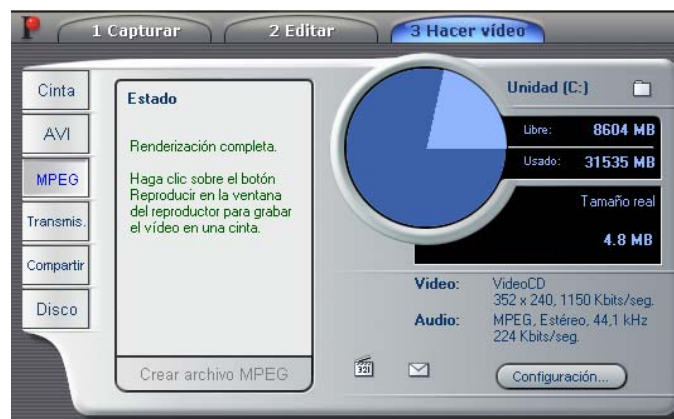 1 Capturar
2 Editar
3 Hacer vídeo
Cinta
AVI
MPEG
Transmis.
Compartir
Disco
Estado
Renderización completa.
Haga clic sobre el botón
Reproducir en la ventana
del reproductor para grabar
el vídeo en una cinta.
Crear archivo MPEG
Unidad (C:)
Libre: 8604 MB
Usado: 31535 MB
Tamaño real
4.8 MB
Video: VideoCD
352 x 240, 1150 Kbits/seg.
Audio: MPEG, Estéreo, 44,1 kHz
224 Kbits/seg.
321
Configuración...